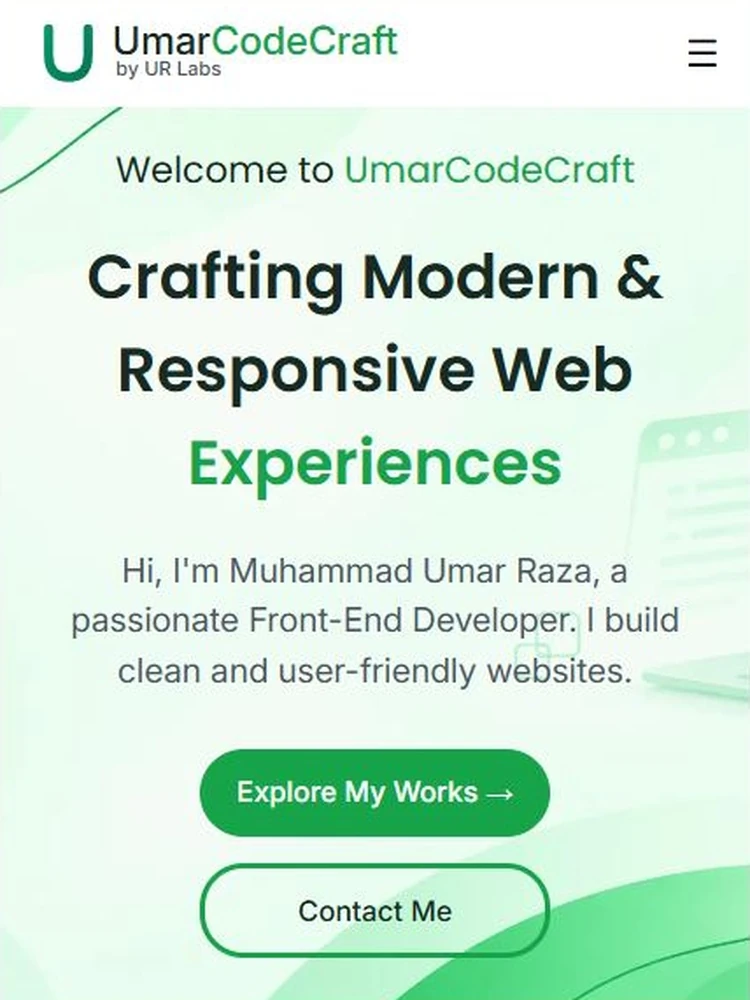 UmarCodeCraft
by UR Labs
Welcome to UmarCodeCraft
Crafting Modern &
Responsive Web
Experiences
Hi, I'm Muhammad Umar Raza, a
passionate Front-End Developer. I build
clean and user-friendly websites.
Explore My Works →
Contact Me